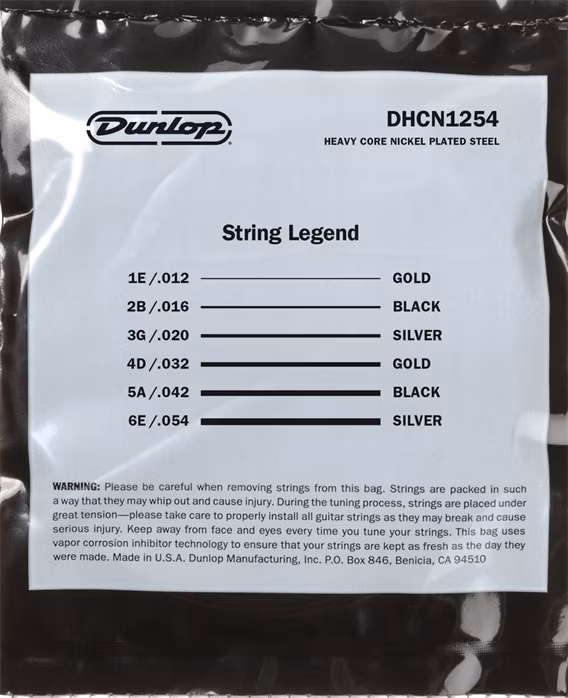 Dunlop®
DHCN1254
HEAVY CORE NICKEL PLATED STEEL
String Legend
1E/.012 GOLD
2B/.016 BLACK
3G/.020 SILVER
4D/.032 GOLD
5A/.042 BLACK
6E/.054 SILVER
WARNING: Please be careful when removing strings from this bag. Strings are packed in such
a way that they may whip out and cause injury. During the tuning process, strings are placed under
great tension—please take care to properly install all guitar strings as they may break and cause
serious injury. Keep away from face and eyes every time you tune your strings. This bag uses
vapor corrosion inhibitor technology to ensure that your strings are kept as fresh as the day they
were made. Made in U.S.A. Dunlop Manufacturing, Inc. P.O. Box 846, Benicia, CA 94510